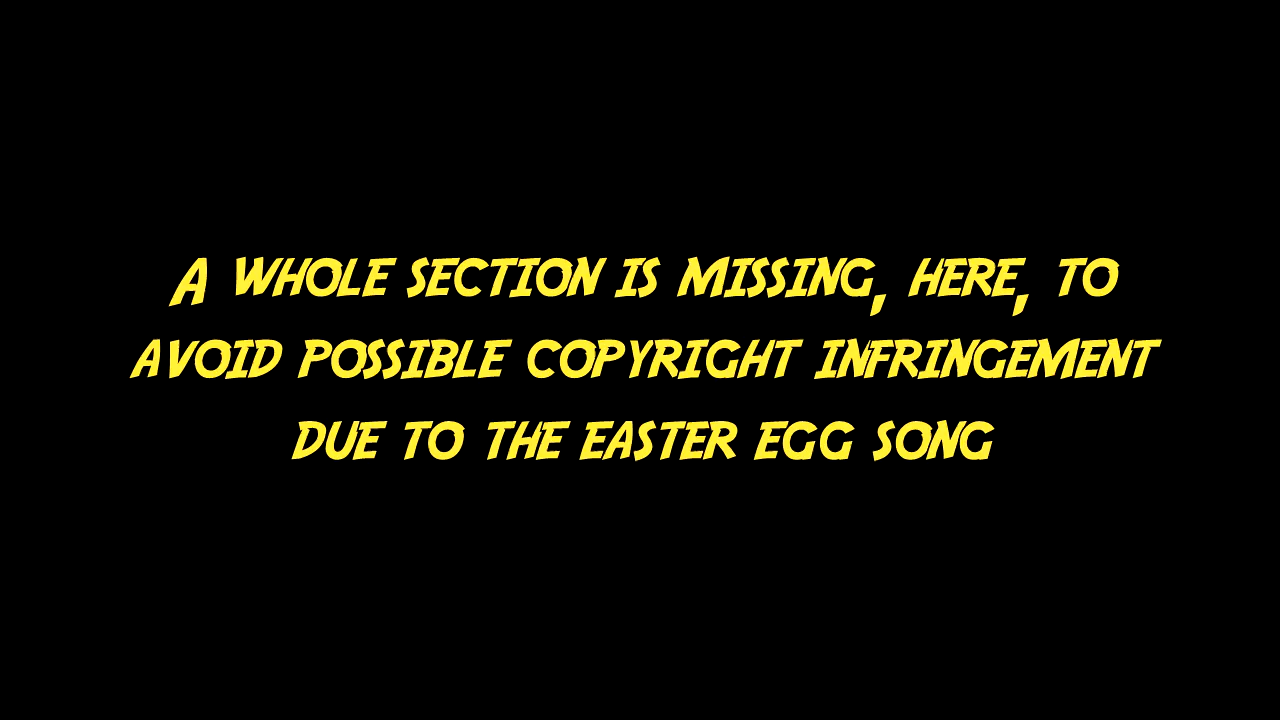 A WHOLE SECTION IS MISSING, HERE, TO
AVOID POSSIBLE COPYRIGHT INFRINGEMENT
DUE TO THE EASTER EGG SONG